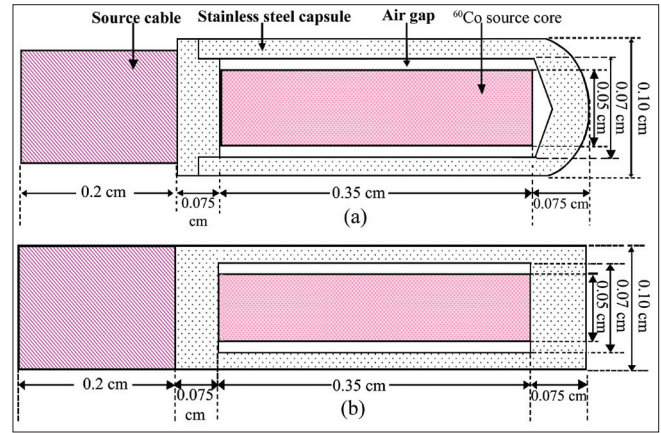 Source cable Stainless steel capsule Air gap ⁶⁰Co source core
0.05 cm
0.07 cm
0.10 cm
0.2 cm 0.075 cm 0.35 cm 0.075 cm
(a)
0.05 cm
0.07 cm
0.10 cm
0.2 cm 0.075 cm 0.35 cm 0.075 cm
(b)